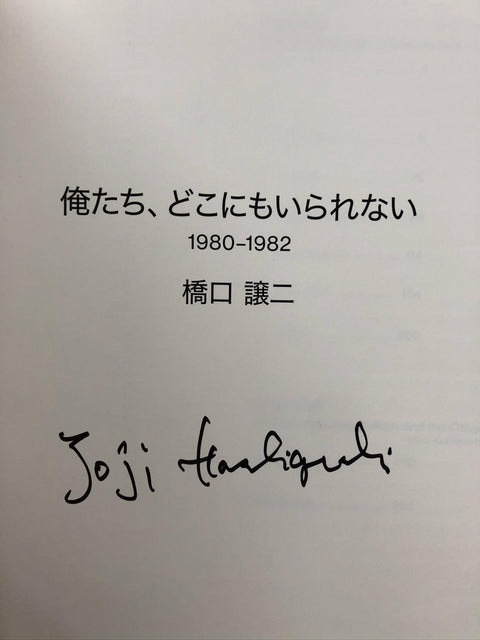 俺たち、どこにもいられない
1980–1982
橋口 譲二
Joji Hashiguchi